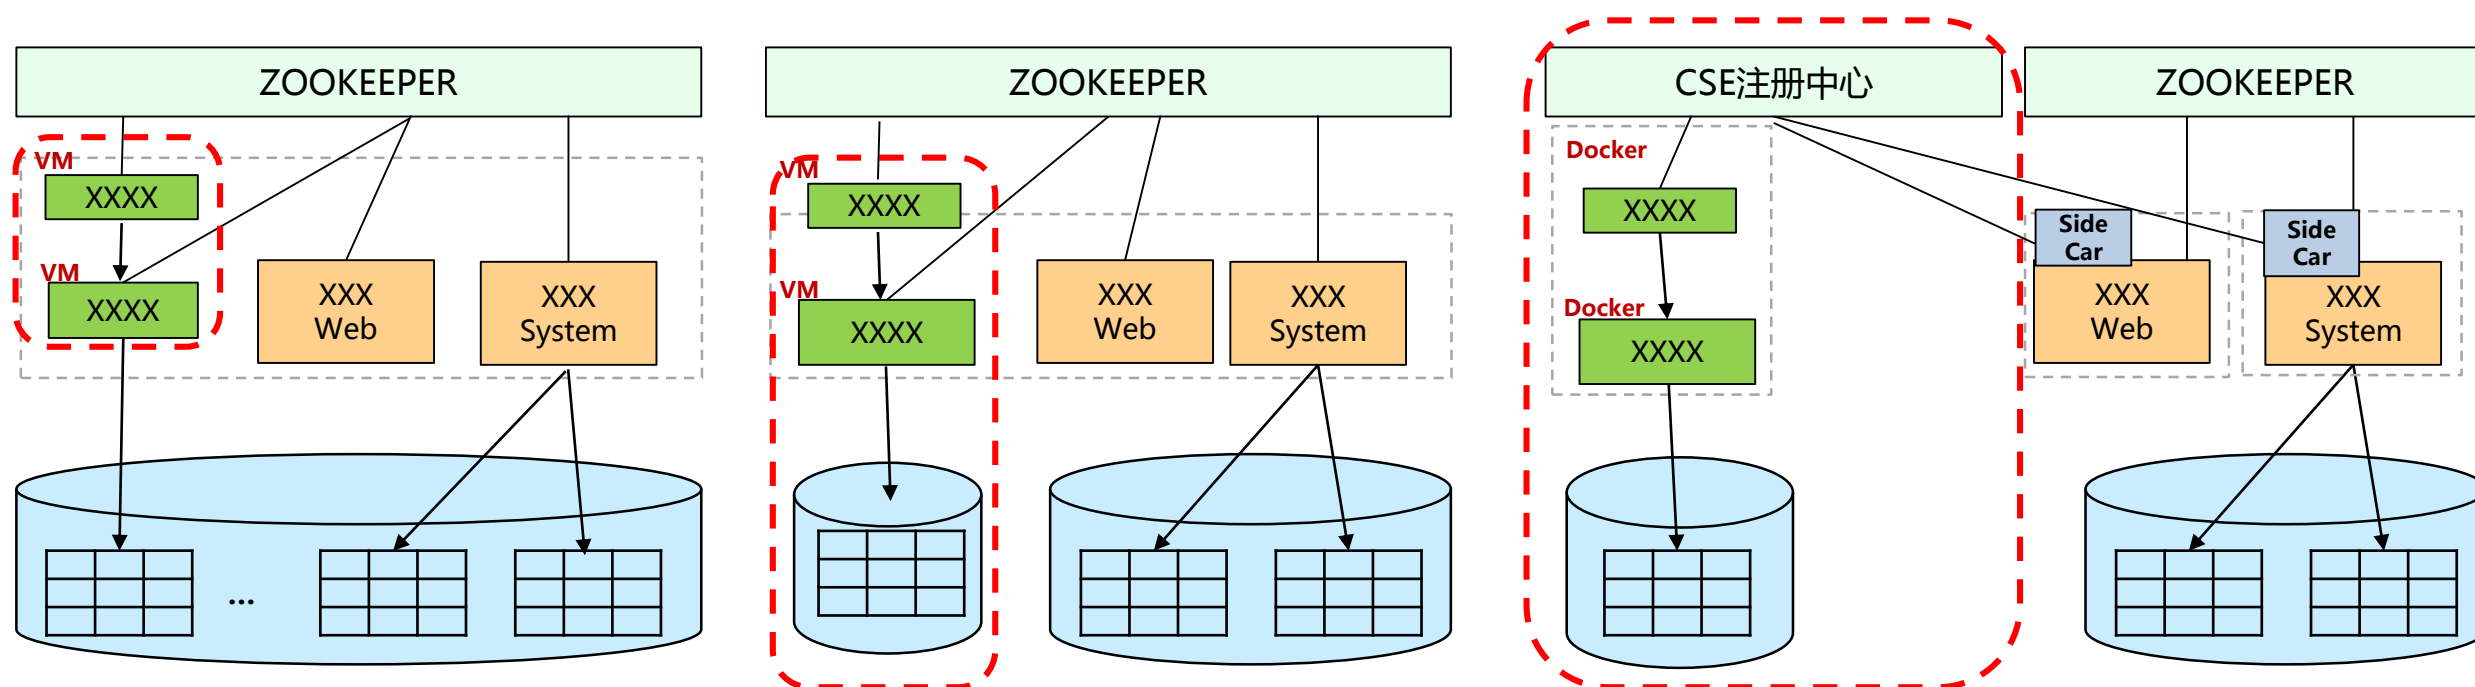 ZOOKEEPER
VM
XXXX
VM
XXXX
XXX
Web
XXX
System
...
ZOOKEEPER
VM
XXXX
VM
XXXX
XXX
Web
XXX
System
CSE注册中心
Docker
XXXX
Docker
XXXX
ZOOKEEPER
Side
Car
XXX
Web
Side
Car
XXX
System